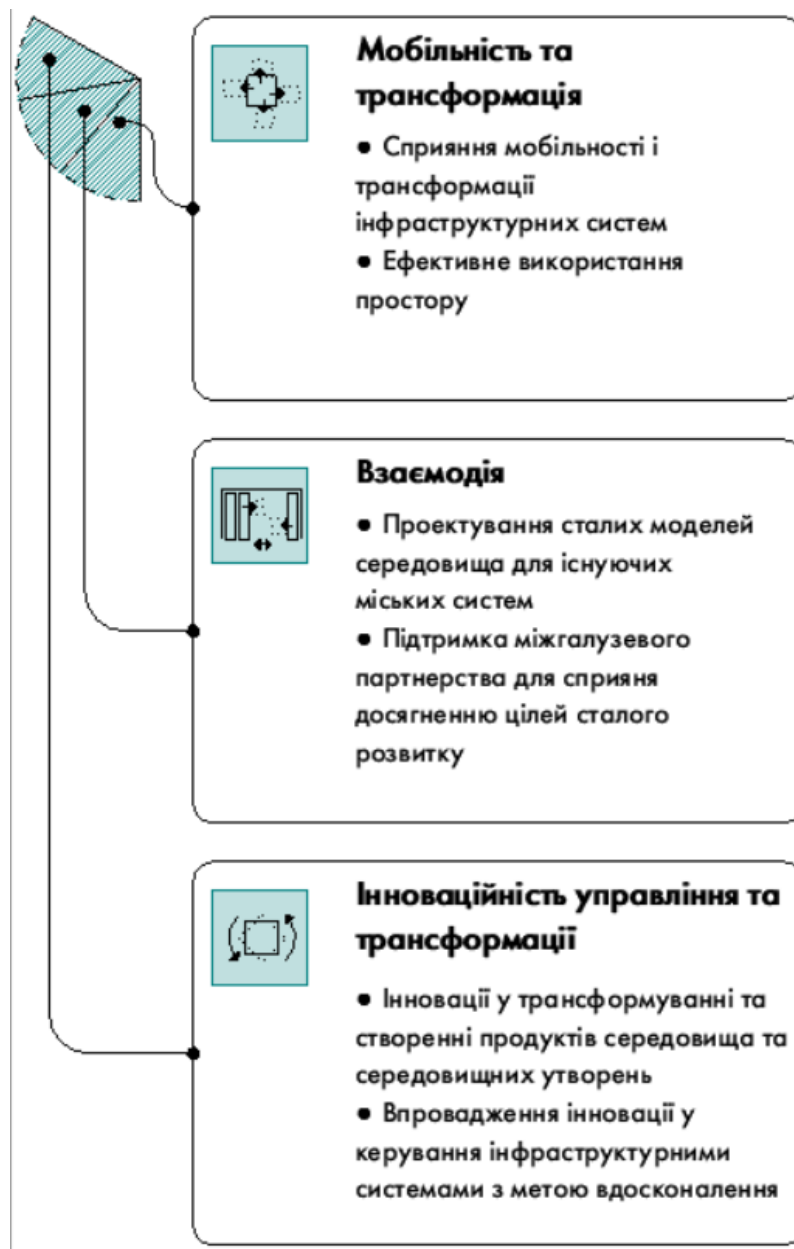 Мобільність та
трансформація
● Сприяння мобільності і
трансформації
інфраструктурних систем
● Ефективне використання
простору
Взаємодія
● Проектування сталих моделей
середовища для існуючих
міських систем
● Підтримка міжгалузевого
партнерства для сприяня
досягненню цілей сталого
розвитку
Інноваційність управління та
трансформації
● Інновації у трансформуванні та
створенні продуктів середовища та
середовищних утворень
● Впровадження інновації у
керування інфраструктурними
системами з метою вдосконалення